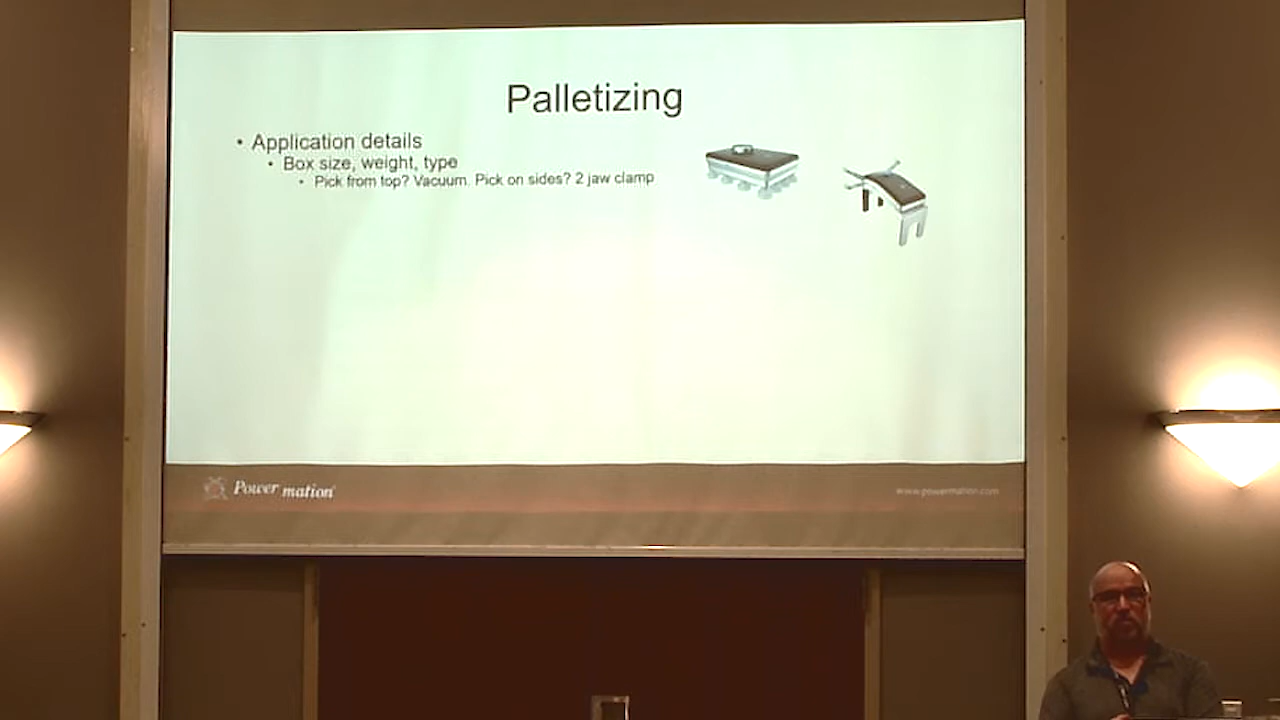 Palletizing
• Application details
• Box size, weight, type
• Pick from top? Vacuum. Pick on sides? 2 jaw clamp
Power mation
www.powermation.com